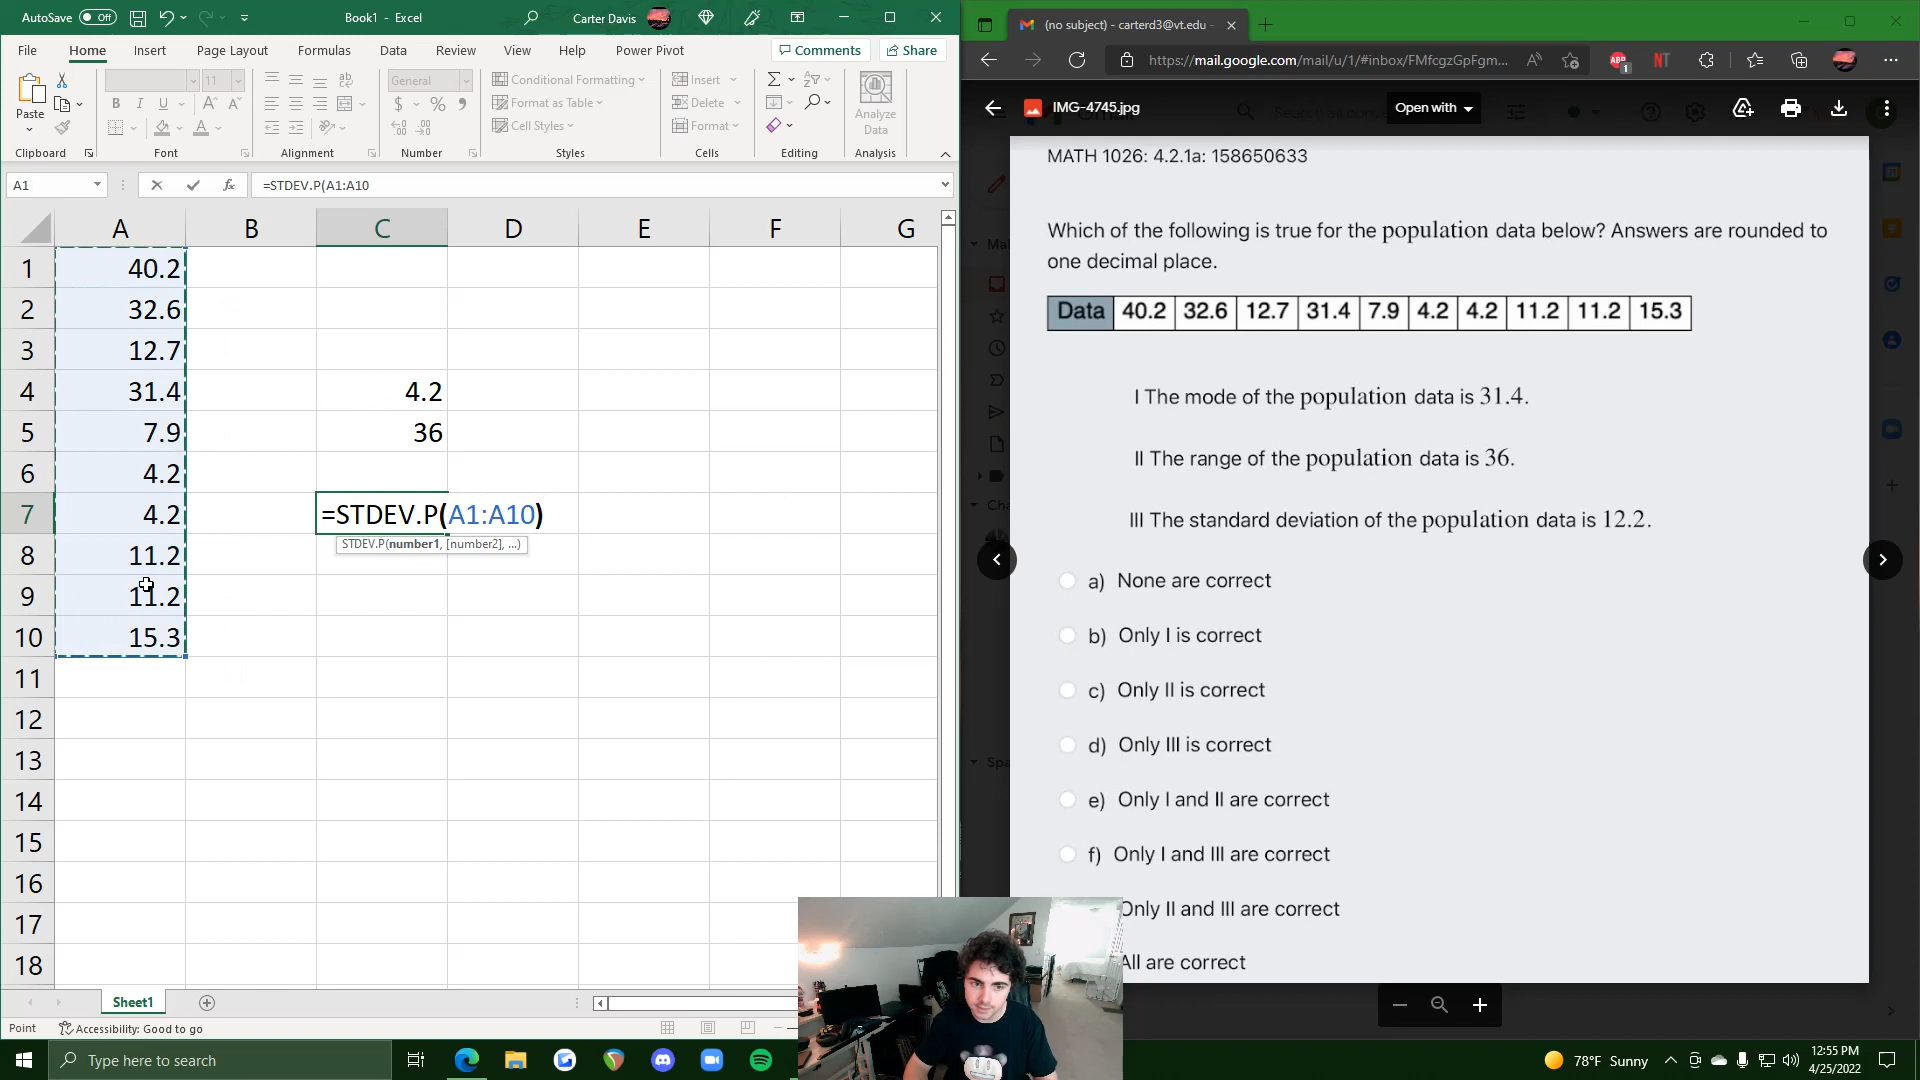 AutoSave Off Book1 - Excel Carter Davis
File Home Insert Page Layout Formulas Data Review View Help Power Pivot Comments Share
Paste
11
B I U
General
$ %
Conditional Formatting
Format as Table
Cell Styles
Insert
Delete
Format
Analyze Data
Clipboard Font Alignment Number Styles Cells Editing Analysis
A1 fx =STDEV.P(A1:A10
A B C D E F G
1 40.2
2 32.6
3 12.7
4 31.4 4.2
5 7.9 36
6 4.2
7 4.2 =STDEV.P(A1:A10)
STDEV.P(number1, [number2], ...)
8 11.2
9 11.2
10 15.3
11
12
13
14
15
16
17
18
Sheet1
Point Accessibility: Good to go
(no subject) - carterd3@vt.edu -
https://mail.google.com/mail/u/1/#inbox/FMfcgzGpFgm...
ABP 1 NT
IMG-4745.jpg Open with
MATH 1026: 4.2.1a: 158650633
Which of the following is true for the population data below? Answers are rounded to
one decimal place.
Data 40.2 32.6 12.7 31.4 7.9 4.2 4.2 11.2 11.2 15.3
I The mode of the population data is 31.4.
II The range of the population data is 36.
III The standard deviation of the population data is 12.2.
a) None are correct
b) Only I is correct
c) Only II is correct
d) Only III is correct
e) Only I and II are correct
f) Only I and III are correct
Only II and III are correct
All are correct
Type here to search
78°F Sunny
12:55 PM
4/25/2022